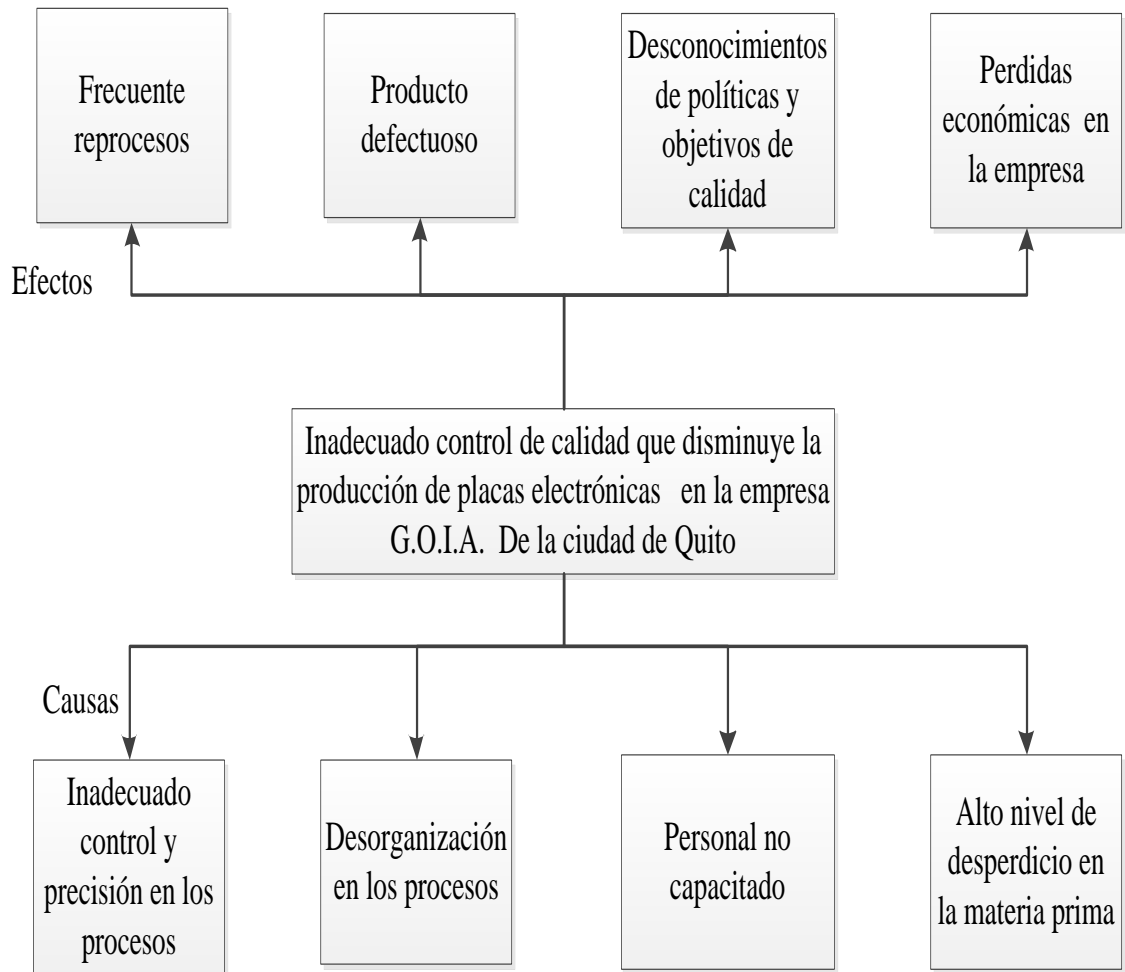 Frecuente
reprocesos
Producto
defectuoso
Desconocimientos
de políticas y
objetivos de
calidad
Perdidas
económicas en
la empresa
Efectos
Inadecuado control de calidad que disminuye la
producción de placas electrónicas en la empresa
G.O.I.A. De la ciudad de Quito
Causas
Inadecuado
control y
precisión en los
procesos
Desorganización
en los procesos
Personal no
capacitado
Alto nivel de
desperdicio en
la materia prima